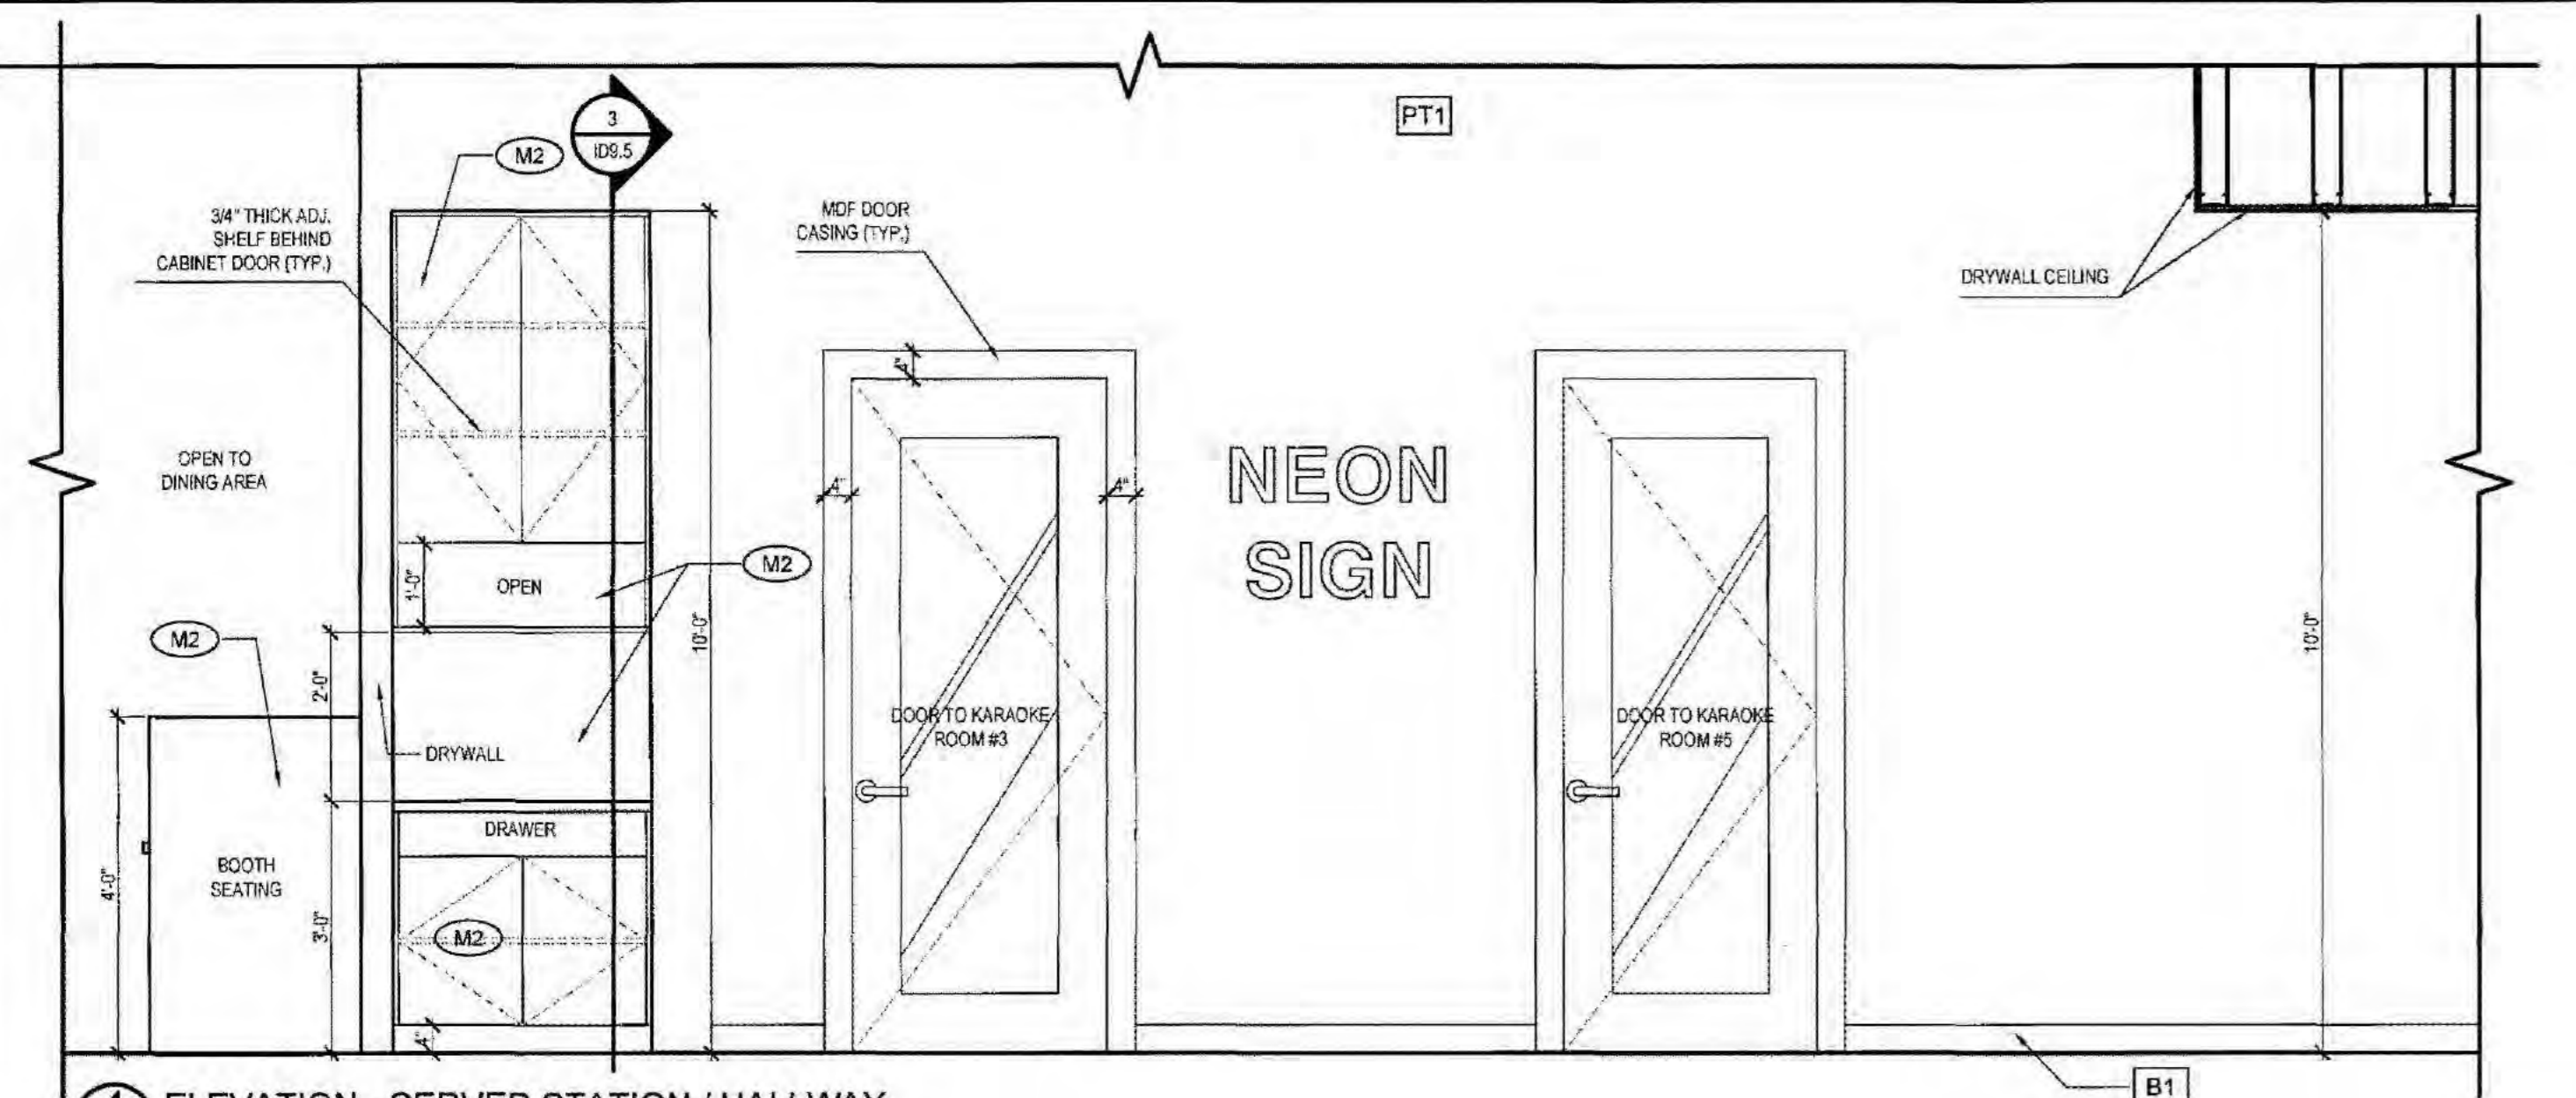 PT1
3
ID9.5
M2
3/4" THICK ADJ.
SHELF BEHIND
CABINET DOOR (TYP.)
MDF DOOR
CASING (TYP.)
DRYWALL CEILING
4"
OPEN TO
DINING AREA
4"
4"
NEON
SIGN
1'-0"
OPEN
M2
M2
10'-0"
10'-0"
2'-0"
DOOR TO KARAOKE
ROOM #3
DOOR TO KARAOKE
ROOM #5
DRYWALL
DRAWER
BOOTH
SEATING
4'-0"
3'-0"
M2
4"
B1
ELEVATION - SERVER STATION / HALLWAY